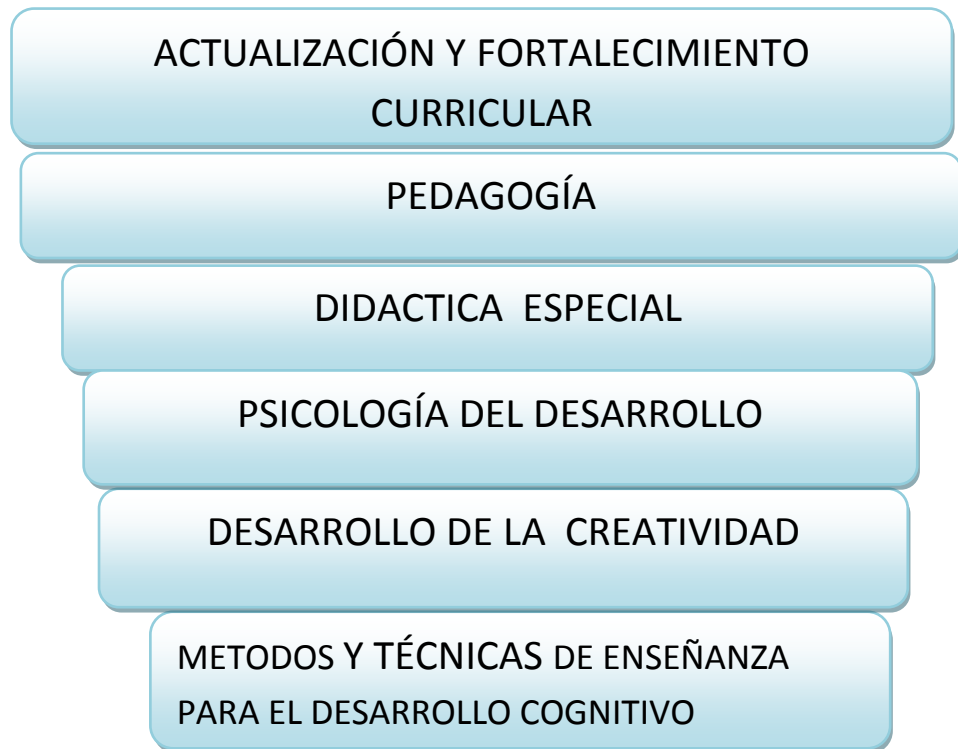 ACTUALIZACIÓN Y FORTALECIMIENTO
CURRICULAR
PEDAGOGÍA
DIDACTICA ESPECIAL
PSICOLOGÍA DEL DESARROLLO
DESARROLLO DE LA CREATIVIDAD
METODOS Y TÉCNICAS DE ENSEÑANZA
PARA EL DESARROLLO COGNITIVO